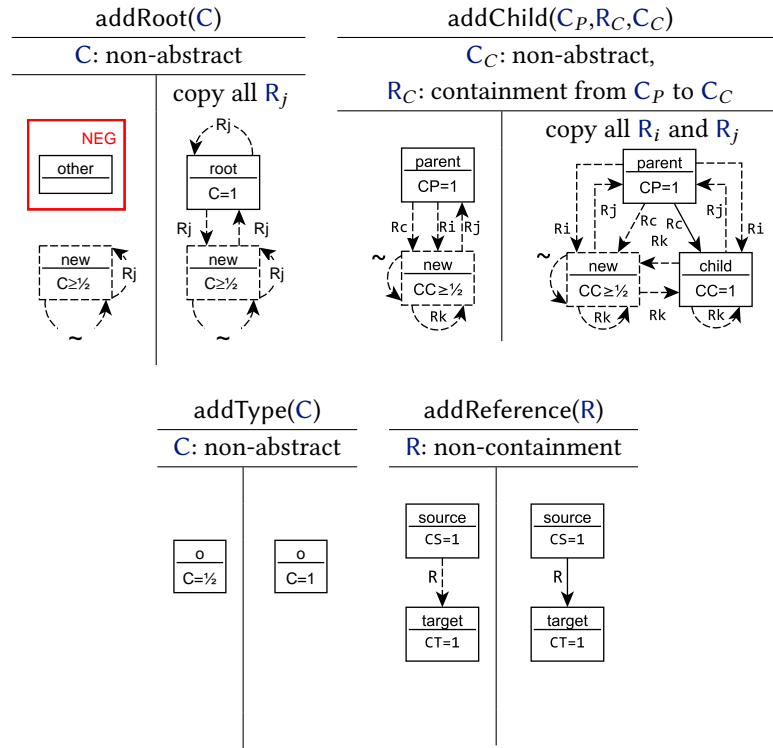 addRoot(C)
C: non-abstract
copy all Rj
NEG
other
new
C≥½
Rj
~
Rj
root
C=1
Rj
Rj
new
C≥½
Rj
~
addChild(CP,RC,CC)
CC: non-abstract,
RC: containment from CP to CC
copy all Ri and Rj
parent
CP=1
Rc
Ri
Rj
~
new
CC≥½
Rk
parent
CP=1
Ri
Rj
Rc
Rc
Rj
Ri
Rk
~
new
CC≥½
child
CC=1
Rk
Rk
Rk
addType(C)
C: non-abstract
o
C=½
o
C=1
addReference(R)
R: non-containment
source
CS=1
R
target
CT=1
source
CS=1
R
target
CT=1